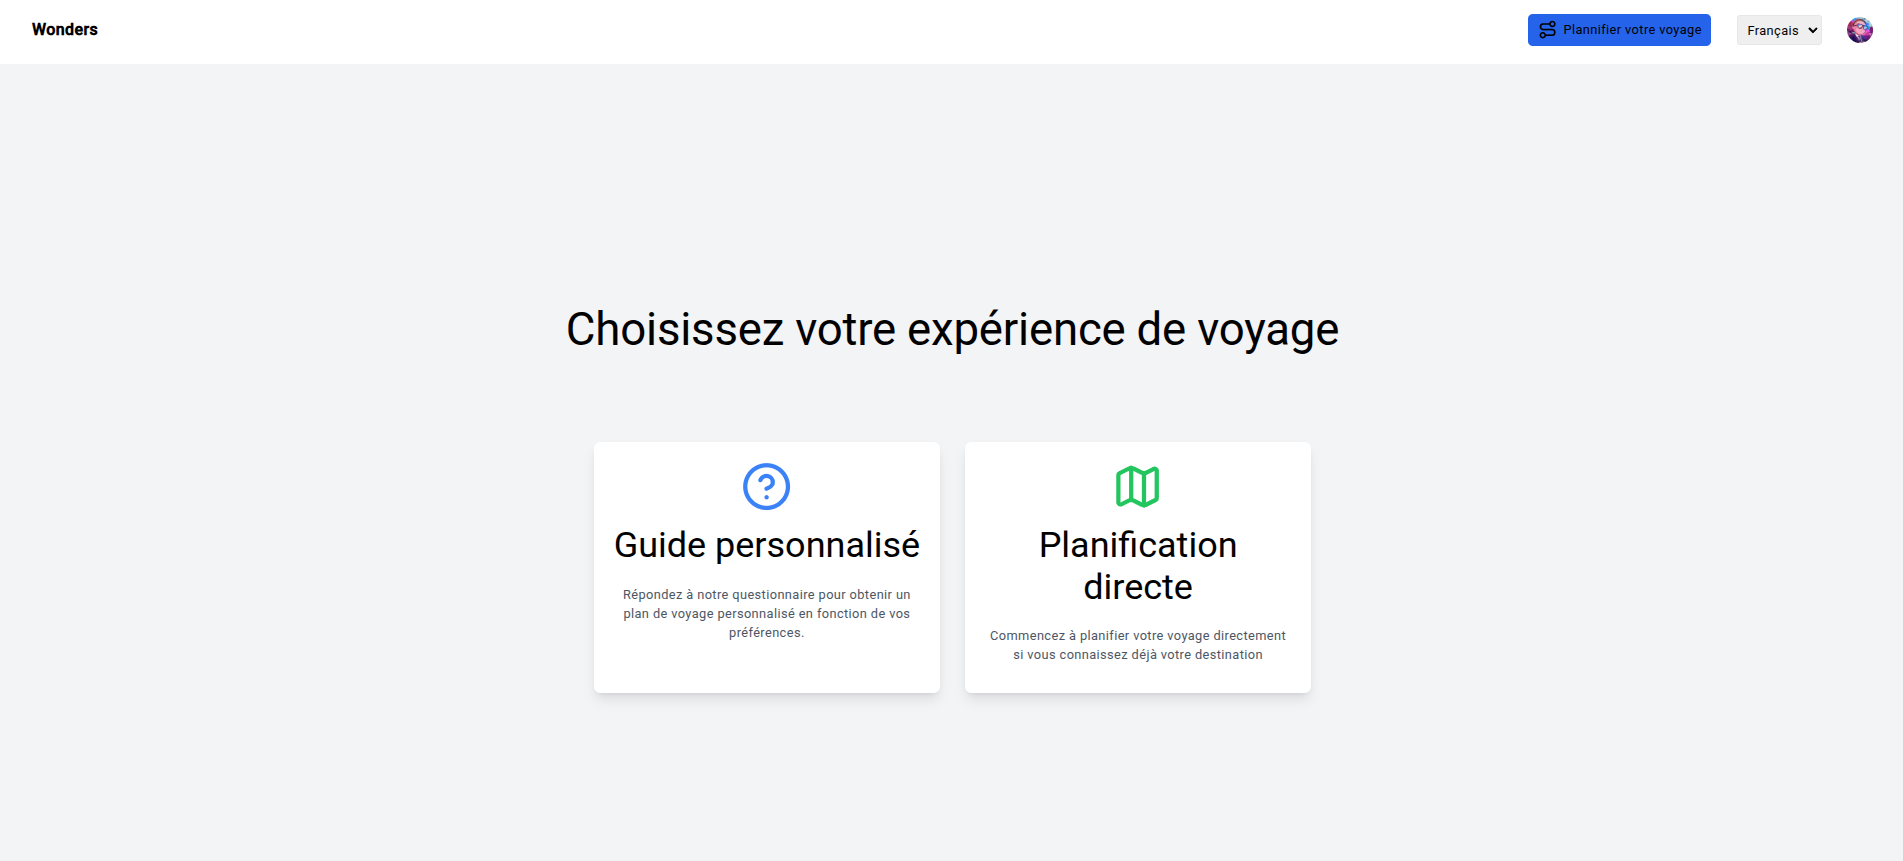 Wonders
Plannifier votre voyage
Français
Choisissez votre expérience de voyage
Guide personnalisé
Répondez à notre questionnaire pour obtenir un
plan de voyage personnalisé en fonction de vos
préférences.
Planification
directe
Commencez à planifier votre voyage directement
si vous connaissez déjà votre destination